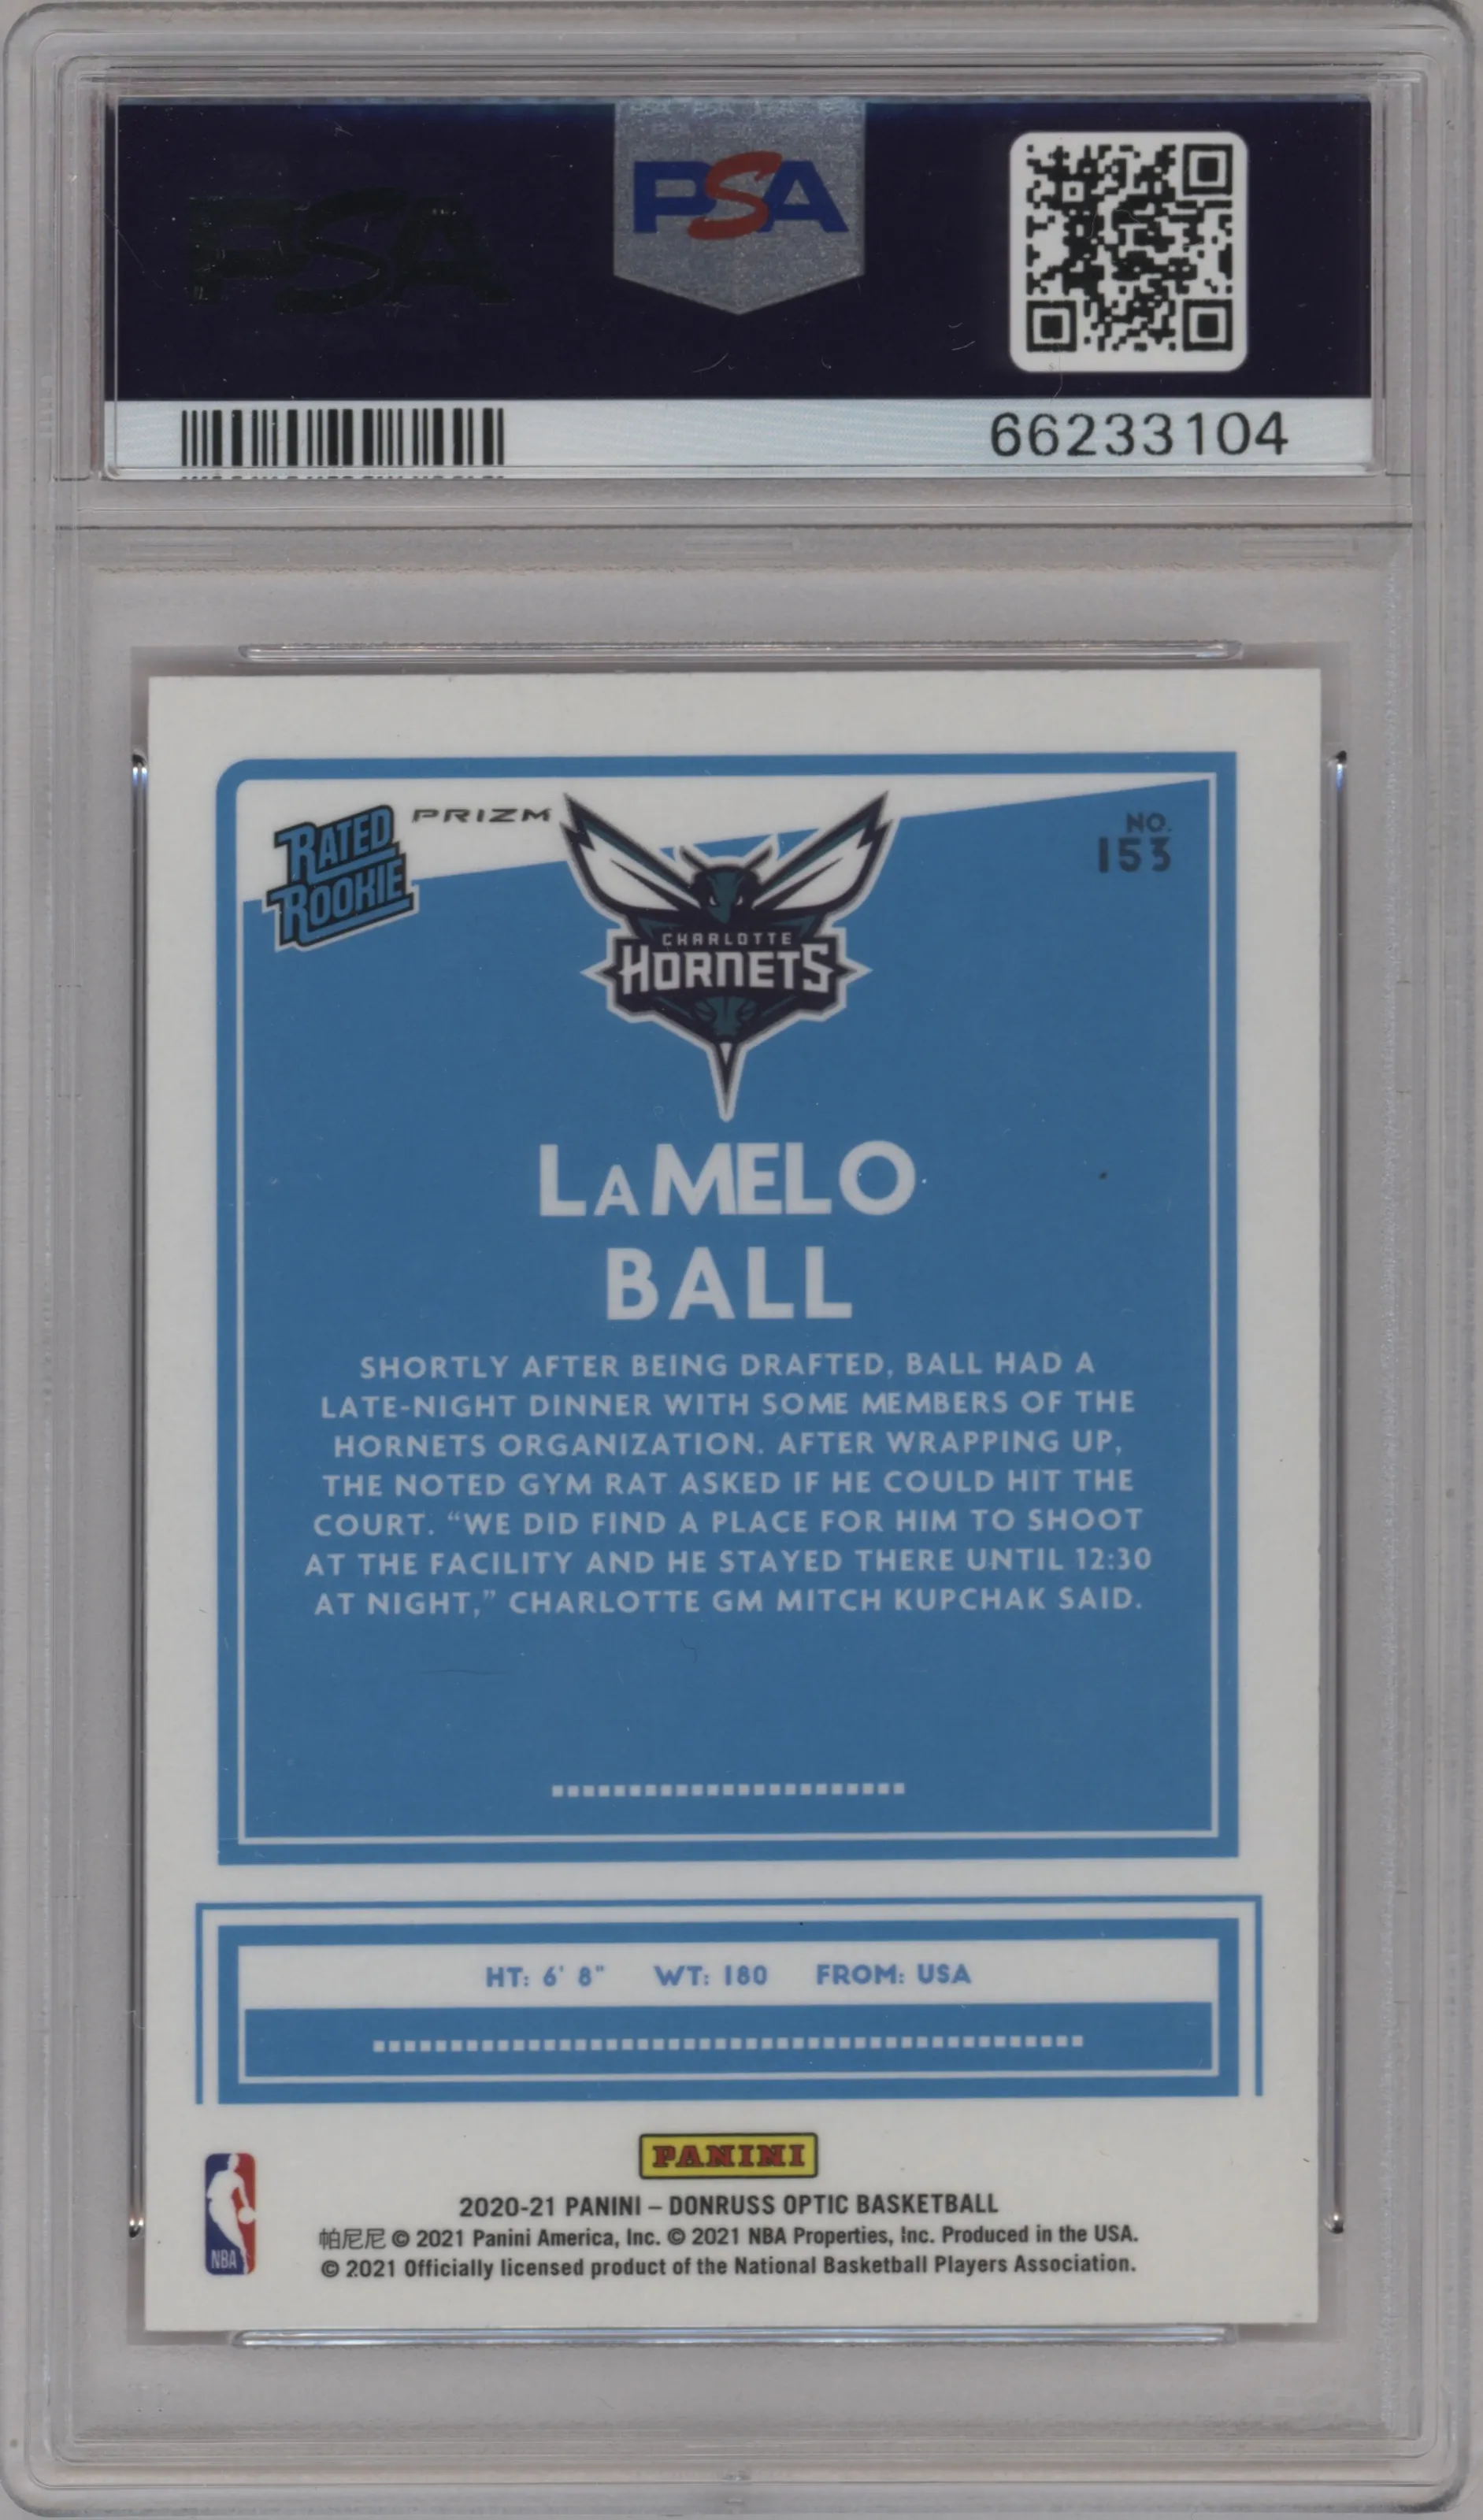 PSA
PSA
66233104
RATED
ROOKIE
PRIZM
NO.
153
CHARLOTTE
HORNETS
LAMELO
BALL
SHORTLY AFTER BEING DRAFTED, BALL HAD A
LATE-NIGHT DINNER WITH SOME MEMBERS OF THE
HORNETS ORGANIZATION. AFTER WRAPPING UP,
THE NOTED GYM RAT ASKED IF HE COULD HIT THE
COURT. “WE DID FIND A PLACE FOR HIM TO SHOOT
AT THE FACILITY AND HE STAYED THERE UNTIL 12:30
AT NIGHT,” CHARLOTTE GM MITCH KUPCHAK SAID.
HT: 6' 8" WT: 180 FROM: USA
PANINI
NBA
2020-21 PANINI – DONRUSS OPTIC BASKETBALL
帕尼尼 © 2021 Panini America, Inc. © 2021 NBA Properties, Inc. Produced in the USA.
© 2021 Officially licensed product of the National Basketball Players Association.